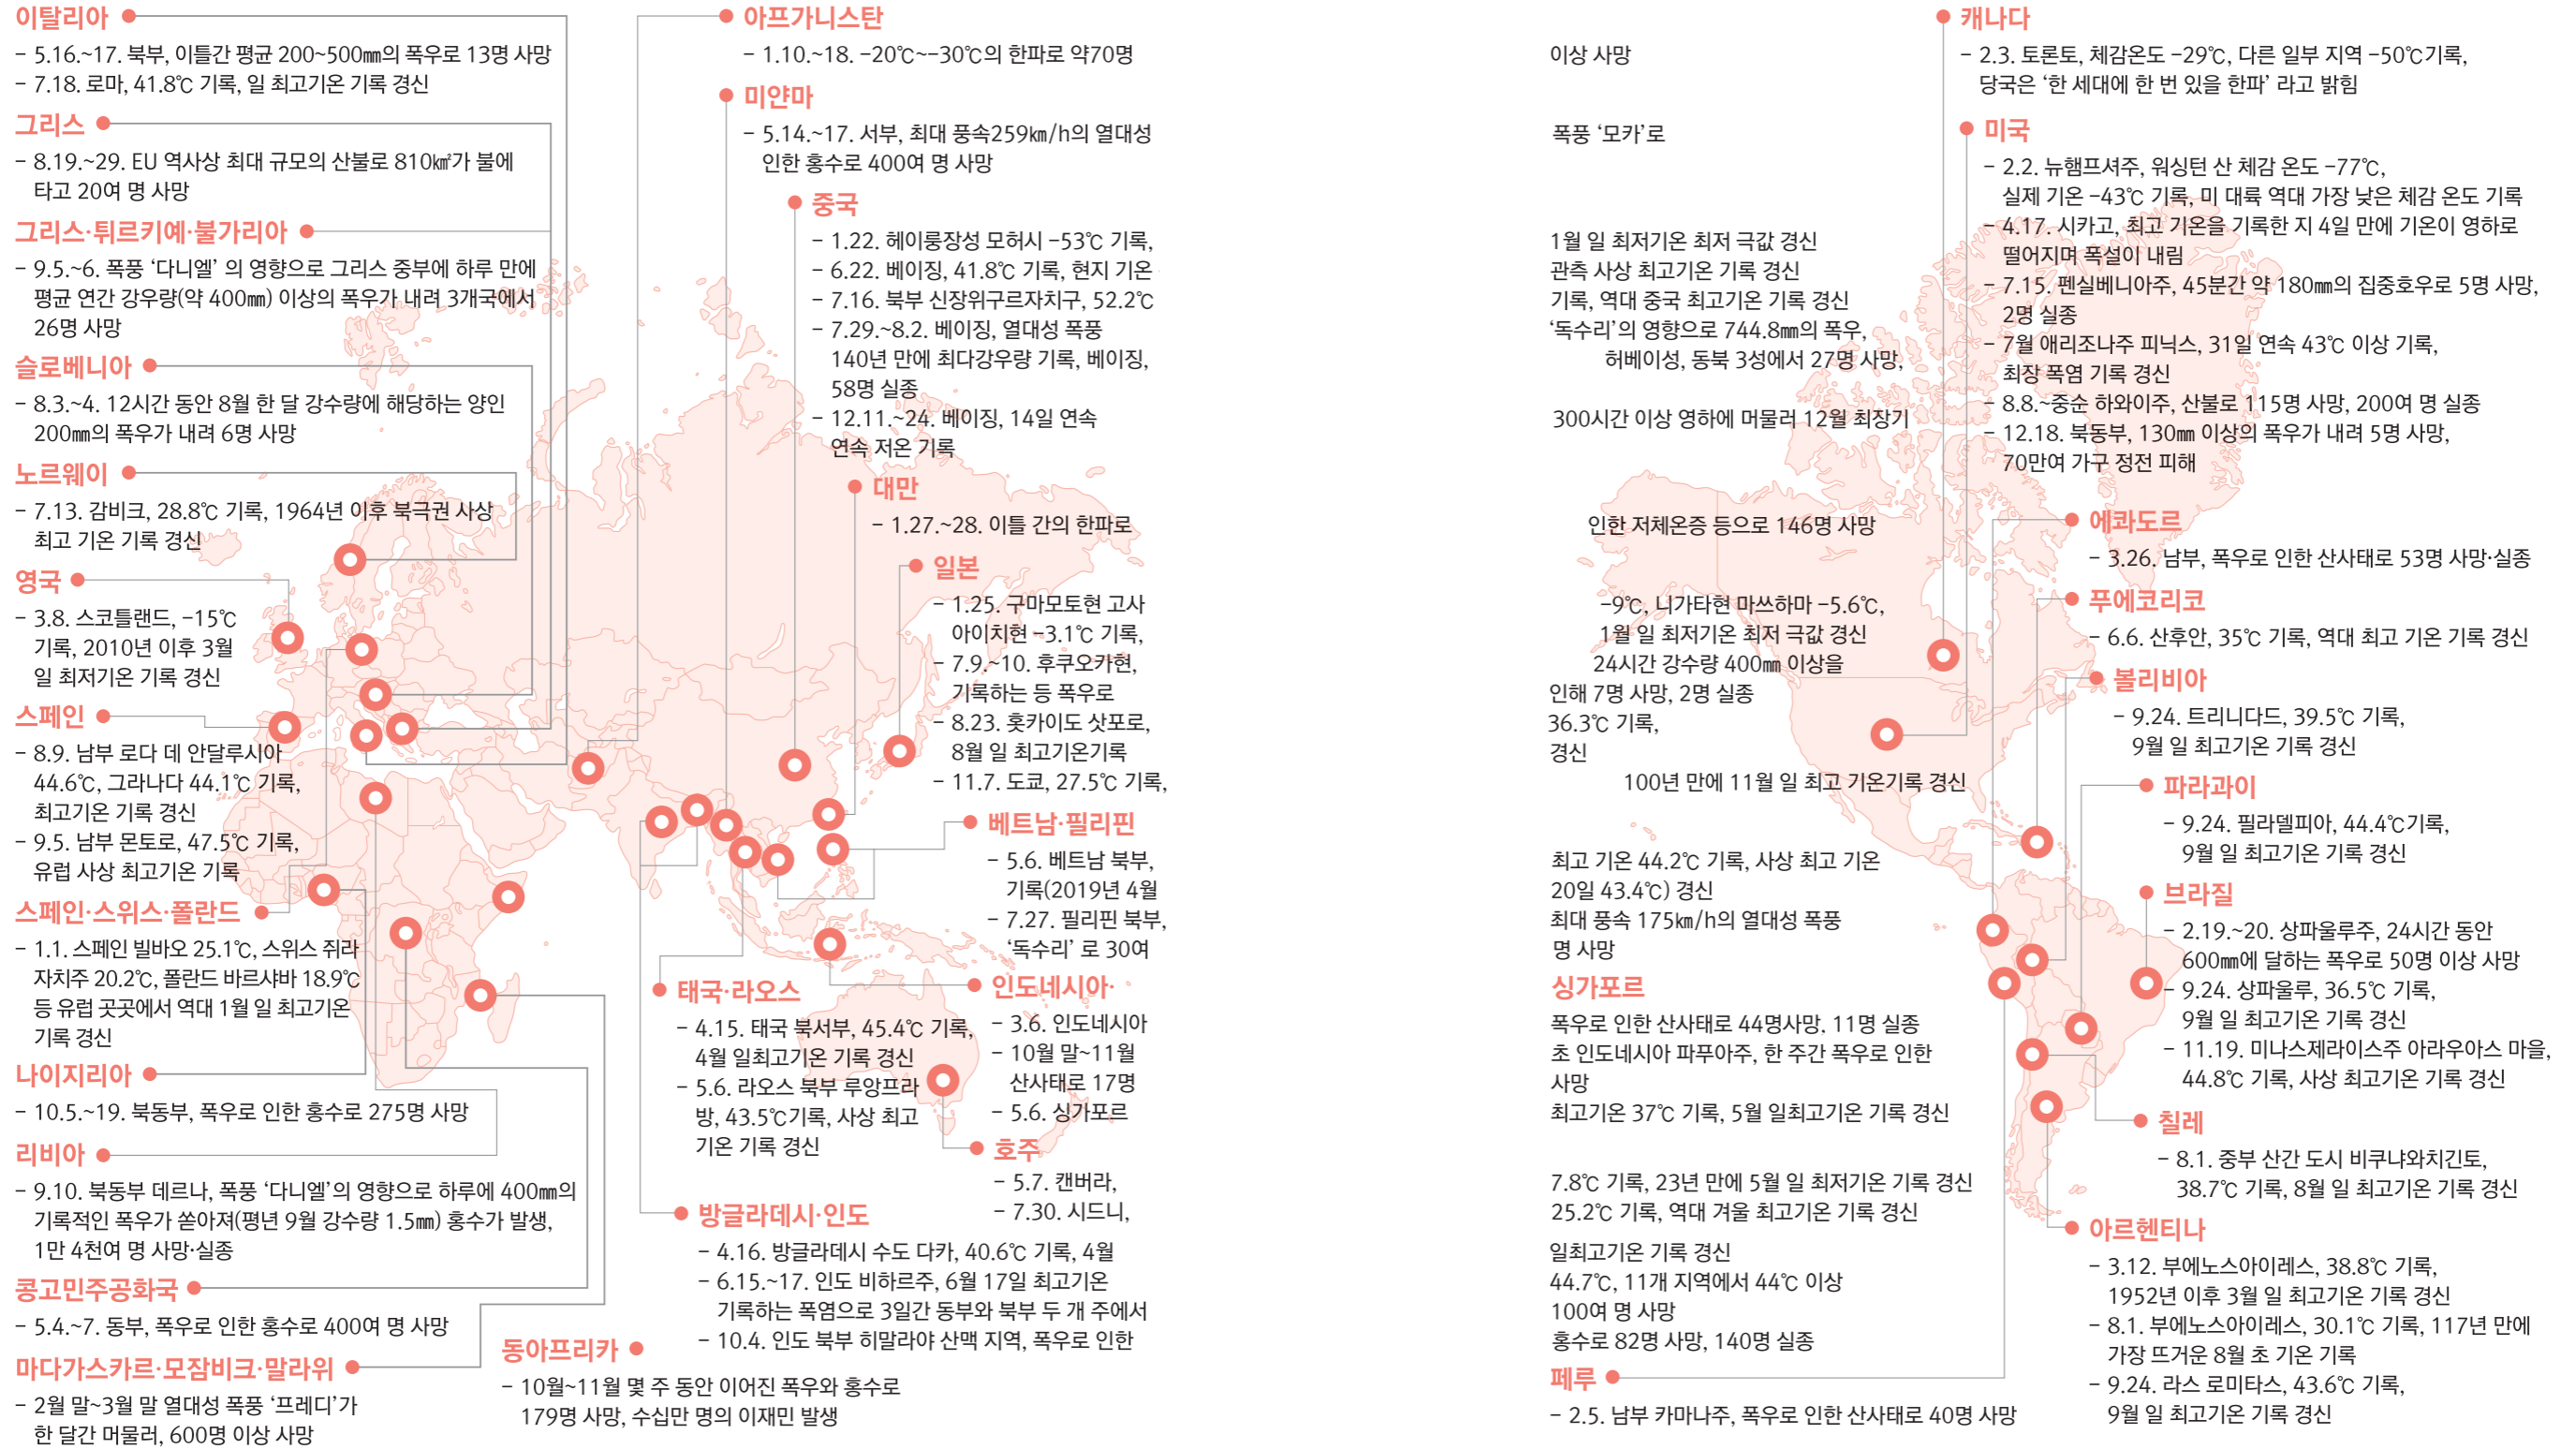 이탈리아
– 5.16.~17. 북부, 이틀간 평균 200~500㎜의 폭우로 13명 사망
– 7.18. 로마, 41.8℃ 기록, 일 최고기온 기록 경신
그리스
– 8.19.~29. EU 역사상 최대 규모의 산불로 810㎢가 불에
타고 20여 명 사망
그리스·튀르키예·불가리아
– 9.5.~6. 폭풍 ‘다니엘’ 의 영향으로 그리스 중부에 하루 만에
평균 연간 강우량(약 400㎜) 이상의 폭우가 내려 3개국에서
26명 사망
슬로베니아
– 8.3.~4. 12시간 동안 8월 한 달 강수량에 해당하는 양인
200㎜의 폭우가 내려 6명 사망
노르웨이
– 7.13. 감비크, 28.8℃ 기록, 1964년 이후 북극권 사상
최고 기온 기록 경신
영국
– 3.8. 스코틀랜드, –15℃
기록, 2010년 이후 3월
일 최저기온 기록 경신
스페인
– 8.9. 남부 로다 데 안달루시아
44.6℃, 그라나다 44.1℃ 기록,
최고기온 기록 경신
– 9.5. 남부 몬토로, 47.5℃ 기록,
유럽 사상 최고기온 기록
스페인·스위스·폴란드
– 1.1. 스페인 빌바오 25.1℃, 스위스 쥐라
자치주 20.2℃, 폴란드 바르샤바 18.9℃
등 유럽 곳곳에서 역대 1월 일 최고기온
기록 경신
나이지리아
– 10.5.~19. 북동부, 폭우로 인한 홍수로 275명 사망
리비아
– 9.10. 북동부 데르나, 폭풍 ‘다니엘’의 영향으로 하루에 400㎜의
기록적인 폭우가 쏟아져(평년 9월 강수량 1.5㎜) 홍수가 발생,
1만 4천여 명 사망·실종
콩고민주공화국
– 5.4.~7. 동부, 폭우로 인한 홍수로 400여 명 사망
마다가스카르·모잠비크·말라위
– 2월 말~3월 말 열대성 폭풍 ‘프레디’가
한 달간 머물러, 600명 이상 사망
아프가니스탄
– 1.10.~18. –20℃~–30℃의 한파로 약70명 이상 사망
미얀마
– 5.14.~17. 서부, 최대 풍속259㎞/h의 열대성 폭풍 ‘모카’로
인한 홍수로 400여 명 사망
중국
– 1.22. 헤이룽장성 모허시 –53℃ 기록, 1월 일 최저기온 최저 극값 경신
– 6.22. 베이징, 41.8℃ 기록, 현지 기온 관측 사상 최고기온 기록 경신
– 7.16. 북부 신장위구르자치구, 52.2℃ 기록, 역대 중국 최고기온 기록 경신
– 7.29.~8.2. 베이징, 열대성 폭풍 ‘독수리’의 영향으로 744.8㎜의 폭우,
140년 만에 최다강우량 기록, 베이징, 허베이성, 동북 3성에서 27명 사망,
58명 실종
– 12.11.~24. 베이징, 14일 연속 300시간 이상 영하에 머물러 12월 최장기
연속 저온 기록
대만
– 1.27.~28. 이틀 간의 한파로 인한 저체온증 등으로 146명 사망
일본
– 1.25. 구마모토현 고사 –9℃, 니가타현 마쓰하마 –5.6℃,
아이치현 –3.1℃ 기록, 1월 일 최저기온 최저 극값 경신
– 7.9.~10. 후쿠오카현, 24시간 강수량 400㎜ 이상을
기록하는 등 폭우로 인해 7명 사망, 2명 실종
– 8.23. 홋카이도 삿포로, 36.3℃ 기록,
8월 일 최고기온기록 경신
– 11.7. 도쿄, 27.5℃ 기록, 100년 만에 11월 일 최고 기온기록 경신
베트남·필리핀
– 5.6. 베트남 북부, 최고 기온 44.2℃ 기록, 사상 최고 기온
기록(2019년 4월 20일 43.4℃) 경신
– 7.27. 필리핀 북부, 최대 풍속 175㎞/h의 열대성 폭풍
‘독수리’ 로 30여 명 사망
인도네시아·싱가포르
– 3.6. 인도네시아 폭우로 인한 산사태로 44명사망, 11명 실종
– 10월 말~11월 초 인도네시아 파푸아주, 한 주간 폭우로 인한
산사태로 17명 사망
– 5.6. 싱가포르 최고기온 37℃ 기록, 5월 일최고기온 기록 경신
태국·라오스
– 4.15. 태국 북서부, 45.4℃ 기록,
4월 일최고기온 기록 경신
– 5.6. 라오스 북부 루앙프라
방, 43.5℃기록, 사상 최고
기온 기록 경신
호주
– 5.7. 캔버라, 7.8℃ 기록, 23년 만에 5월 일 최저기온 기록 경신
– 7.30. 시드니, 25.2℃ 기록, 역대 겨울 최고기온 기록 경신
방글라데시·인도
– 4.16. 방글라데시 수도 다카, 40.6℃ 기록, 4월 일최고기온 기록 경신
– 6.15.~17. 인도 비하르주, 6월 17일 최고기온 44.7℃, 11개 지역에서 44℃ 이상
기록하는 폭염으로 3일간 동부와 북부 두 개 주에서 100여 명 사망
– 10.4. 인도 북부 히말라야 산맥 지역, 폭우로 인한 홍수로 82명 사망, 140명 실종
동아프리카
– 10월~11월 몇 주 동안 이어진 폭우와 홍수로
179명 사망, 수십만 명의 이재민 발생
페루
– 2.5. 남부 카마나주, 폭우로 인한 산사태로 40명 사망
캐나다
– 2.3. 토론토, 체감온도 –29℃, 다른 일부 지역 –50℃기록,
당국은 ‘한 세대에 한 번 있을 한파’ 라고 밝힘
미국
– 2.2. 뉴햄프셔주, 워싱턴 산 체감 온도 –77℃,
실제 기온 –43℃ 기록, 미 대륙 역대 가장 낮은 체감 온도 기록
– 4.17. 시카고, 최고 기온을 기록한 지 4일 만에 기온이 영하로
떨어지며 폭설이 내림
– 7.15. 펜실베니아주, 45분간 약 180㎜의 집중호우로 5명 사망,
2명 실종
– 7월 애리조나주 피닉스, 31일 연속 43℃ 이상 기록,
최장 폭염 기록 경신
– 8.8.~중순 하와이주, 산불로 115명 사망, 200여 명 실종
– 12.18. 북동부, 130㎜ 이상의 폭우가 내려 5명 사망,
70만여 가구 정전 피해
에콰도르
– 3.26. 남부, 폭우로 인한 산사태로 53명 사망·실종
푸에코리코
– 6.6. 산후안, 35℃ 기록, 역대 최고 기온 기록 경신
볼리비아
– 9.24. 트리니다드, 39.5℃ 기록,
9월 일 최고기온 기록 경신
파라과이
– 9.24. 필라델피아, 44.4℃기록,
9월 일 최고기온 기록 경신
브라질
– 2.19.~20. 상파울루주, 24시간 동안
600㎜에 달하는 폭우로 50명 이상 사망
– 9.24. 상파울루, 36.5℃ 기록,
9월 일 최고기온 기록 경신
– 11.19. 미나스제라이스주 아라우아스 마을,
44.8℃ 기록, 사상 최고기온 기록 경신
칠레
– 8.1. 중부 산간 도시 비쿠냐와치긴토,
38.7℃ 기록, 8월 일 최고기온 기록 경신
아르헨티나
– 3.12. 부에노스아이레스, 38.8℃ 기록,
1952년 이후 3월 일 최고기온 기록 경신
– 8.1. 부에노스아이레스, 30.1℃ 기록, 117년 만에
가장 뜨거운 8월 초 기온 기록
– 9.24. 라스 로미타스, 43.6℃ 기록,
9월 일 최고기온 기록 경신